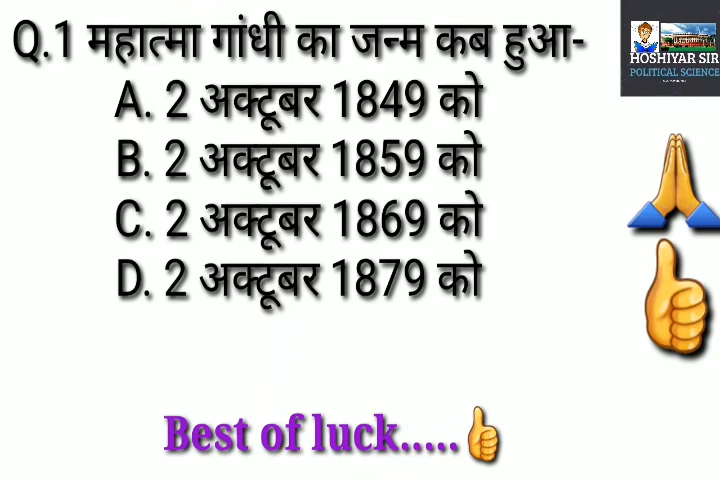 Q.1 महात्मा गांधी का जन्म कब हुआ-
A. 2 अक्टूबर 1849 को
B. 2 अक्टूबर 1859 को
C. 2 अक्टूबर 1869 को
D. 2 अक्टूबर 1879 को
HOSHIYAR SIR
POLITICAL SCIENCE
Best of luck.....